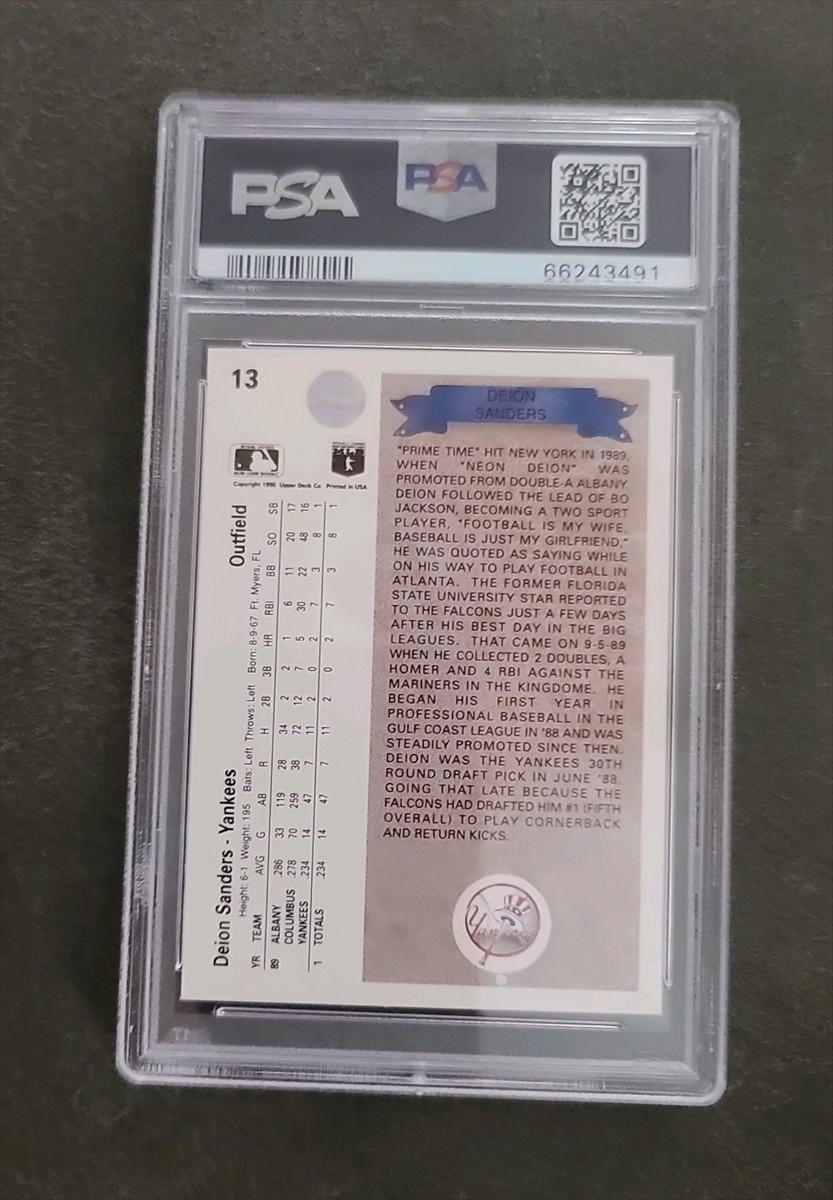 PSA
PSA
66243491
13
Copyright 1990 Upper Deck Co. Printed in USA
Deion Sanders - Yankees Outfield
Height: 6-1 Weight: 195 Bats: Left Throws: Left Born: 8-9-67 Ft. Myers, FL
YR TEAM AVG G AB R H 2B 3B HR RBI BB SO SB
89 ALBANY .286 33 119 28 34 2 2 1 6 11 20 17
COLUMBUS .278 70 259 38 72 12 7 5 30 22 48 16
YANKEES .234 14 47 7 11 2 0 2 7 3 8 1
1 TOTALS .234 14 47 7 11 2 0 2 7 3 8 1
DEION
SANDERS
"PRIME TIME" HIT NEW YORK IN 1989,
WHEN "NEON DEION" WAS
PROMOTED FROM DOUBLE-A ALBANY
DEION FOLLOWED THE LEAD OF BO
JACKSON, BECOMING A TWO SPORT
PLAYER, "FOOTBALL IS MY WIFE,
BASEBALL IS JUST MY GIRLFRIEND,"
HE WAS QUOTED AS SAYING WHILE
ON HIS WAY TO PLAY FOOTBALL IN
ATLANTA. THE FORMER FLORIDA
STATE UNIVERSITY STAR REPORTED
TO THE FALCONS JUST A FEW DAYS
AFTER HIS BEST DAY IN THE BIG
LEAGUES. THAT CAME ON 9-5-89
WHEN HE COLLECTED 2 DOUBLES, A
HOMER AND 4 RBI AGAINST THE
MARINERS IN THE KINGDOME. HE
BEGAN HIS FIRST YEAR IN
PROFESSIONAL BASEBALL IN THE
GULF COAST LEAGUE IN '88 AND WAS
STEADILY PROMOTED SINCE THEN.
DEION WAS THE YANKEES 30TH
ROUND DRAFT PICK IN JUNE '88,
GOING THAT LATE BECAUSE THE
FALCONS HAD DRAFTED HIM #1 (FIFTH
OVERALL) TO PLAY CORNERBACK
AND RETURN KICKS.
Yankees